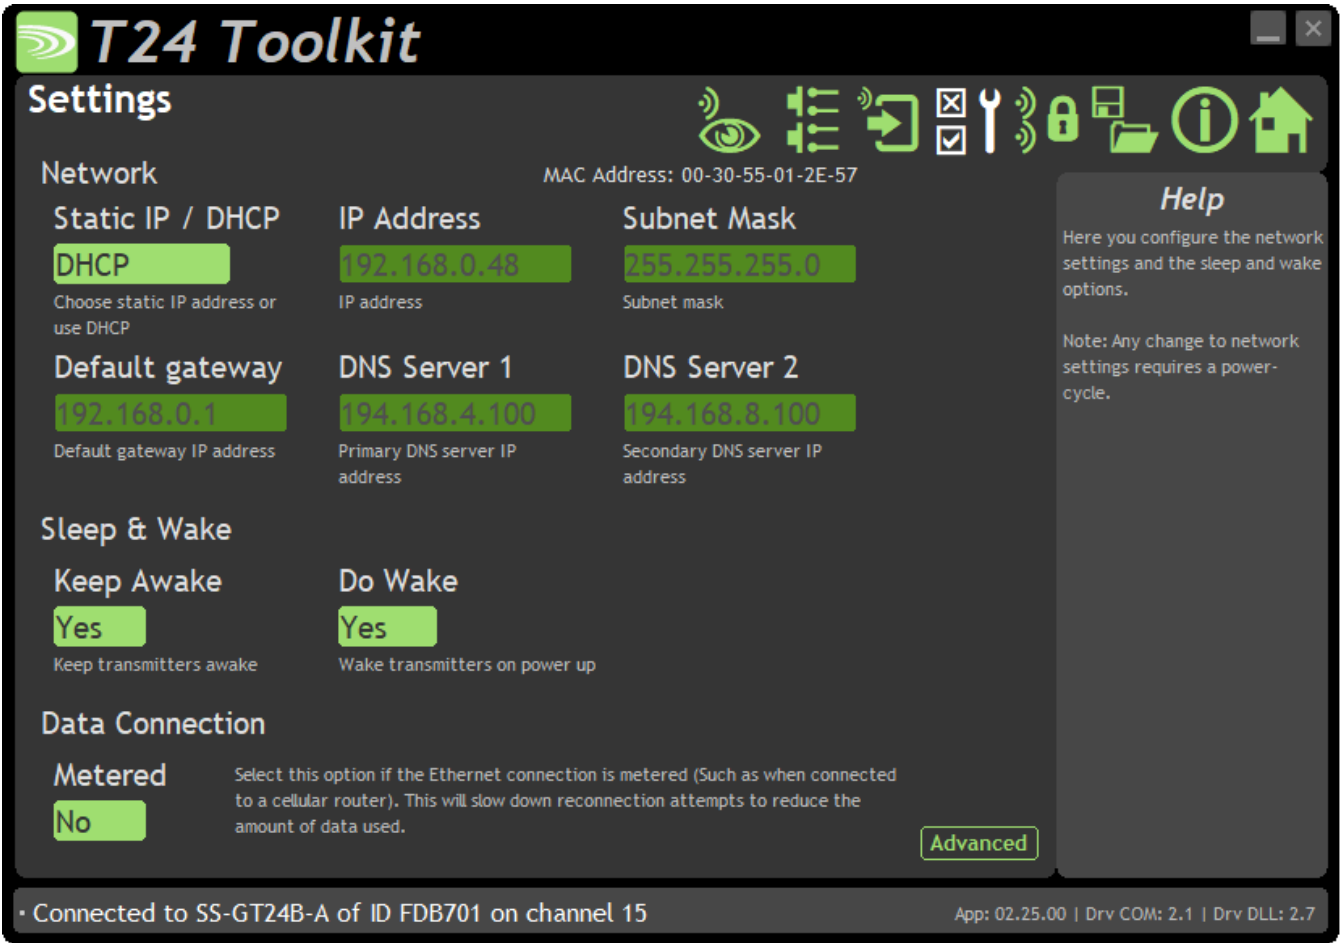 T24 Toolkit
Settings
Network
MAC Address: 00-30-55-01-2E-57
Static IP / DHCP
IP Address
Subnet Mask
DHCP
192.168.0.48
255.255.255.0
Choose static IP address or
use DHCP
IP address
Subnet mask
Default gateway
DNS Server 1
DNS Server 2
192.168.0.1
194.168.4.100
194.168.8.100
Default gateway IP address
Primary DNS server IP
address
Secondary DNS server IP
address
Sleep & Wake
Keep Awake
Do Wake
Yes
Yes
Keep transmitters awake
Wake transmitters on power up
Data Connection
Metered
No
Select this option if the Ethernet connection is metered (Such as when connected
to a cellular router). This will slow down reconnection attempts to reduce the
amount of data used.
Advanced
Help
Here you configure the network
settings and the sleep and wake
options.
Note: Any change to network
settings requires a power-
cycle.
Connected to SS-GT24B-A of ID FDB701 on channel 15
App: 02.25.00 | Drv COM: 2.1 | Drv DLL: 2.7